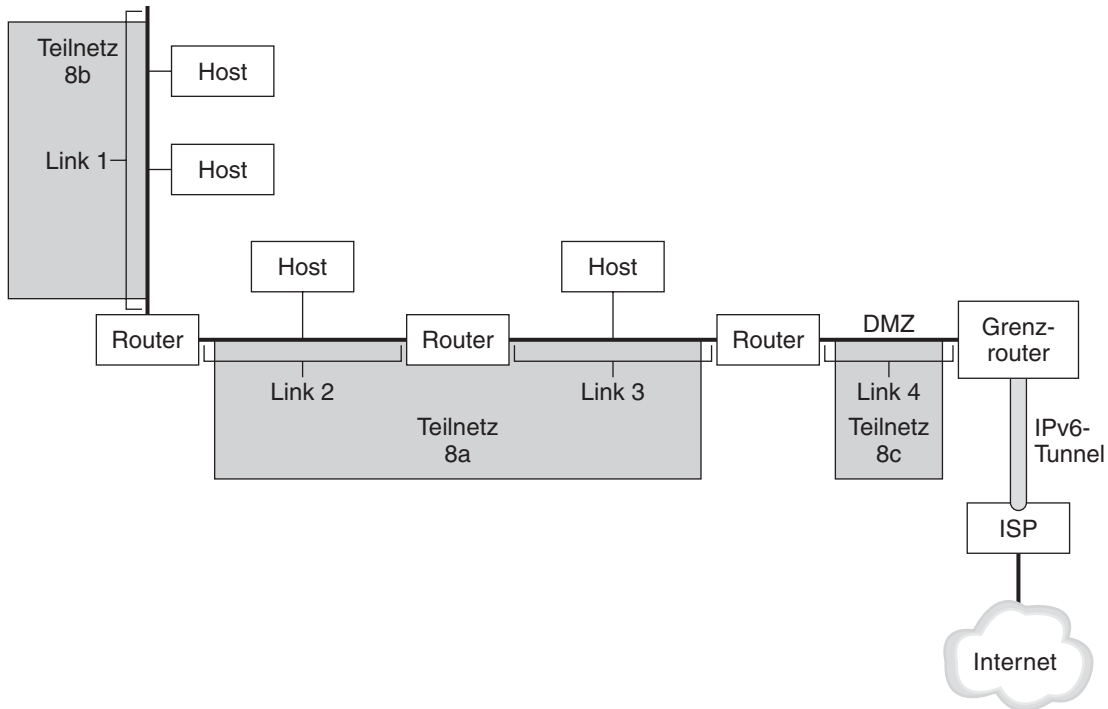 Teilnetz
8b
Host
Link 1
Host
Host
Host
Router
Router
Router
DMZ
Grenz-
router
Link 2
Link 3
Link 4
Teilnetz
8a
Teilnetz
8c
IPv6-
Tunnel
ISP
Internet